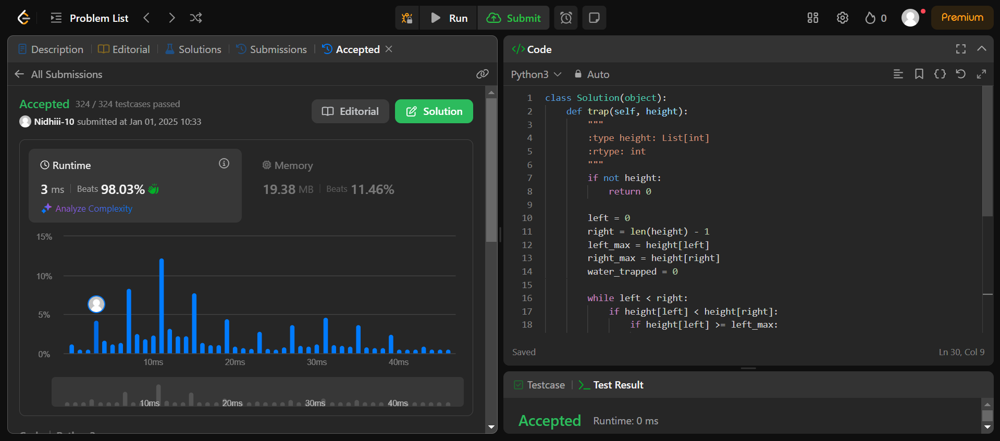 Problem List
Run
Submit
0
Premium
Description
Editorial
Solutions
Submissions
Accepted
All Submissions
Accepted 324 / 324 testcases passed
Nidhiii-10 submitted at Jan 01, 2025 10:33
Editorial
Solution
Runtime
3 ms Beats 98.03%
Analyze Complexity
Memory
19.38 MB Beats 11.46%
15%
10%
5%
0%
10ms 20ms 30ms 40ms
10ms 20ms 30ms 40ms
Code
Python3 Auto
1 class Solution(object):
2     def trap(self, height):
3         """
4         :type height: List[int]
5         :rtype: int
6         """
7         if not height:
8             return 0
9
10         left = 0
11         right = len(height) - 1
12         left_max = height[left]
13         right_max = height[right]
14         water_trapped = 0
15
16         while left < right:
17             if height[left] < height[right]:
18                 if height[left] >= left_max:
Saved
Ln 30, Col 9
Testcase
Test Result
Accepted Runtime: 0 ms